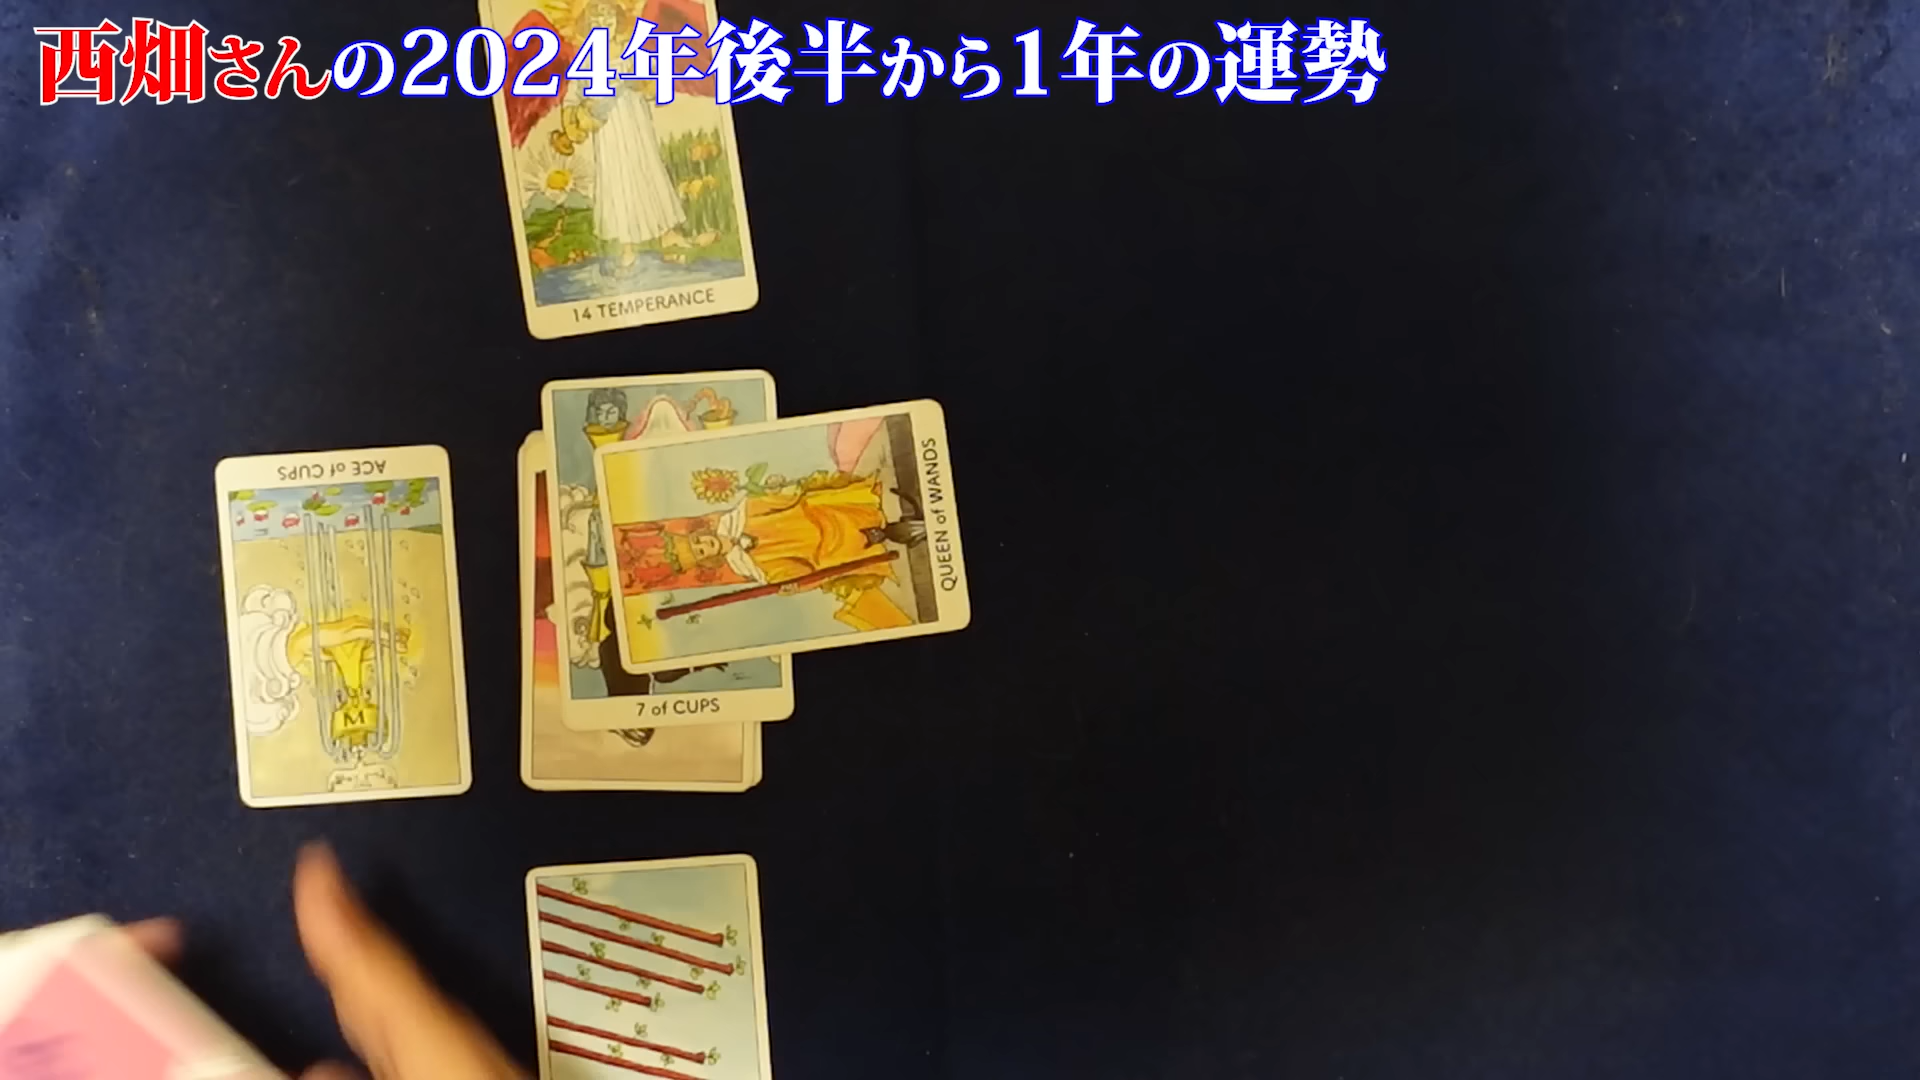 西畑さんの2024年後半から1年の運勢
14 TEMPERANCE
ACE of CUPS
QUEEN of WANDS
7 of CUPS
M